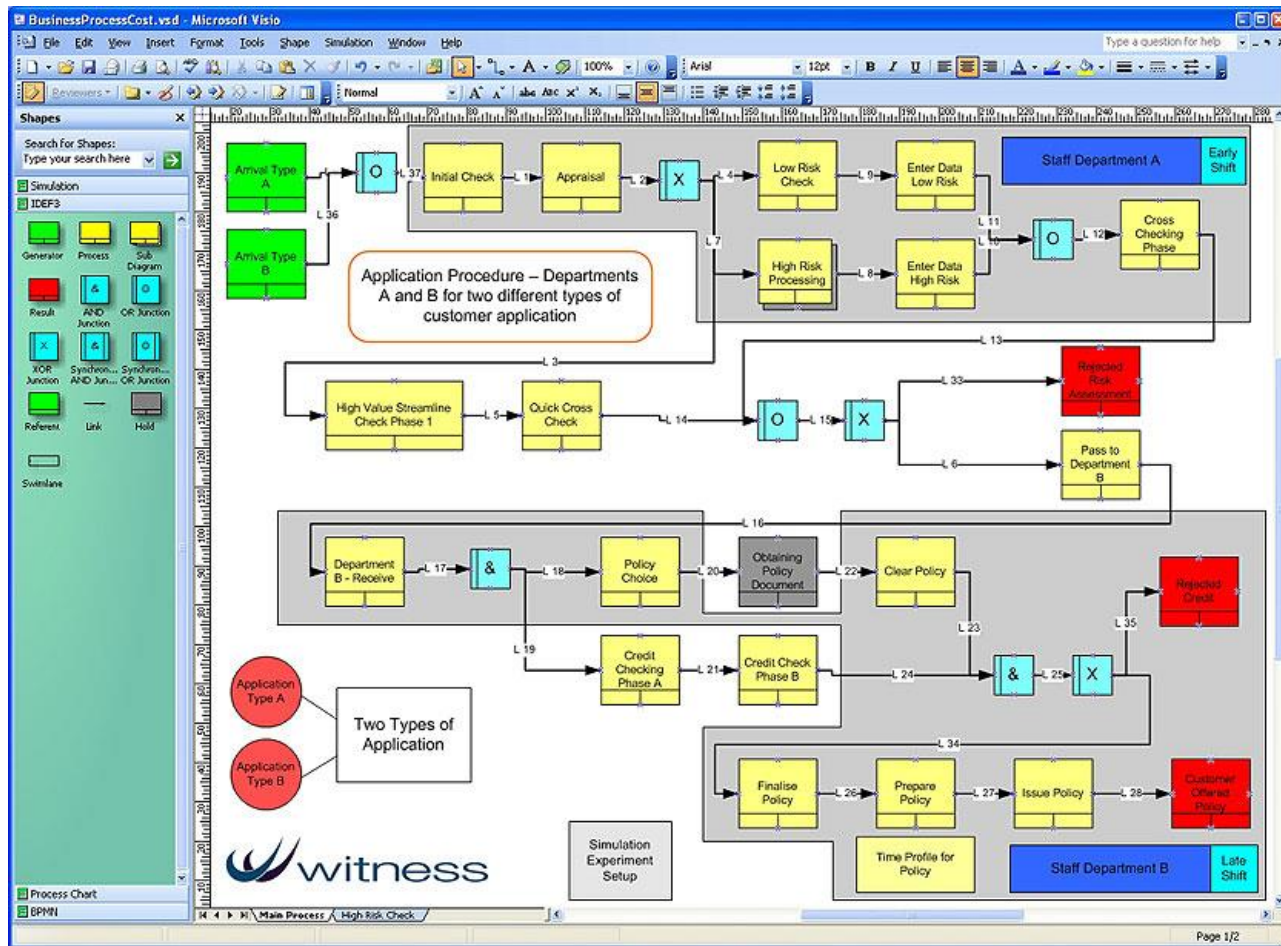 BusinessProcessCost.vsd - Microsoft Visio
File Edit View Insert Format Tools Shape Simulation Window Help
Type a question for help
100%
Arial
12pt
B I U
Reviewers
Normal
Shapes
Search for Shapes:
Type your search here
Simulation
IDEF3
Generator
Process
Sub
Diagram
Result
AND
Junction
OR Junction
XOR
Junction
Synchron...
AND Jun...
Synchron...
OR Junction
Referent
Link
Hold
Swimlane
Process Chart
BPMN
Arrival Type
A
Arrival Type
B
L 36
O
L 37
Initial Check
L 1
Appraisal
L 2
X
L 4
L 7
Low Risk
Check
L 9
Enter Data
Low Risk
High Risk
Processing
L 8
Enter Data
High Risk
L 11
L 10
O
L 12
Cross
Checking
Phase
Staff Department A
Early
Shift
Application Procedure – Departments
A and B for two different types of
customer application
L 3
L 13
High Value Streamline
Check Phase 1
L 5
Quick Cross
Check
L 14
O
L 15
X
L 33
Rejected
Risk
Assessment
L 6
Pass to
Department
B
L 16
Department
B - Receive
L 17
&
L 18
Policy
Choice
L 20
Obtaining
Policy
Document
L 22
Clear Policy
L 23
L 19
Credit
Checking
Phase A
L 21
Credit Check
Phase B
L 24
&
L 25
X
L 35
Rejected
Credit
L 34
Application
Type A
Application
Type B
Two Types of
Application
Finalise
Policy
L 26
Prepare
Policy
L 27
Issue Policy
L 28
Customer
Offered
Policy
witness
Simulation
Experiment
Setup
Time Profile for
Policy
Staff Department B
Late
Shift
Main Process
High Risk Check
Page 1/2